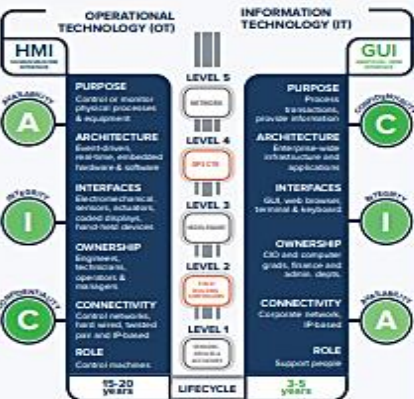 OPERATIONAL
TECHNOLOGY (OT)
INFORMATION
TECHNOLOGY (IT)
HMI
GUI
AVAILABILITY
A
INTEGRITY
I
CONFIDENTIALITY
C
PURPOSE
Control or monitor
physical processes
& equipment
ARCHITECTURE
Event-driven,
real-time, embedded
hardware & software
INTERFACES
Electromechanical,
sensors, actuators,
coded displays,
hand-held devices
OWNERSHIP
Engineers,
technicians,
operators &
managers
CONNECTIVITY
Control networks,
hard wired, twisted
pair and IP-based
ROLE
Control machines
15-20
years
LEVEL 5
NETWORK
LEVEL 4
LEVEL 3
LEVEL 2
LEVEL 1
LIFECYCLE
PURPOSE
Process
transactions,
provide information
ARCHITECTURE
Enterprise-wide
infrastructure and
applications
INTERFACES
GUI, web browser,
terminal & keyboard
OWNERSHIP
CIO and computer
grads, finance and
admin. depts.
CONNECTIVITY
Corporate network,
IP-based
ROLE
Support people
3-5
years
CONFIDENTIALITY
C
INTEGRITY
I
AVAILABILITY
A